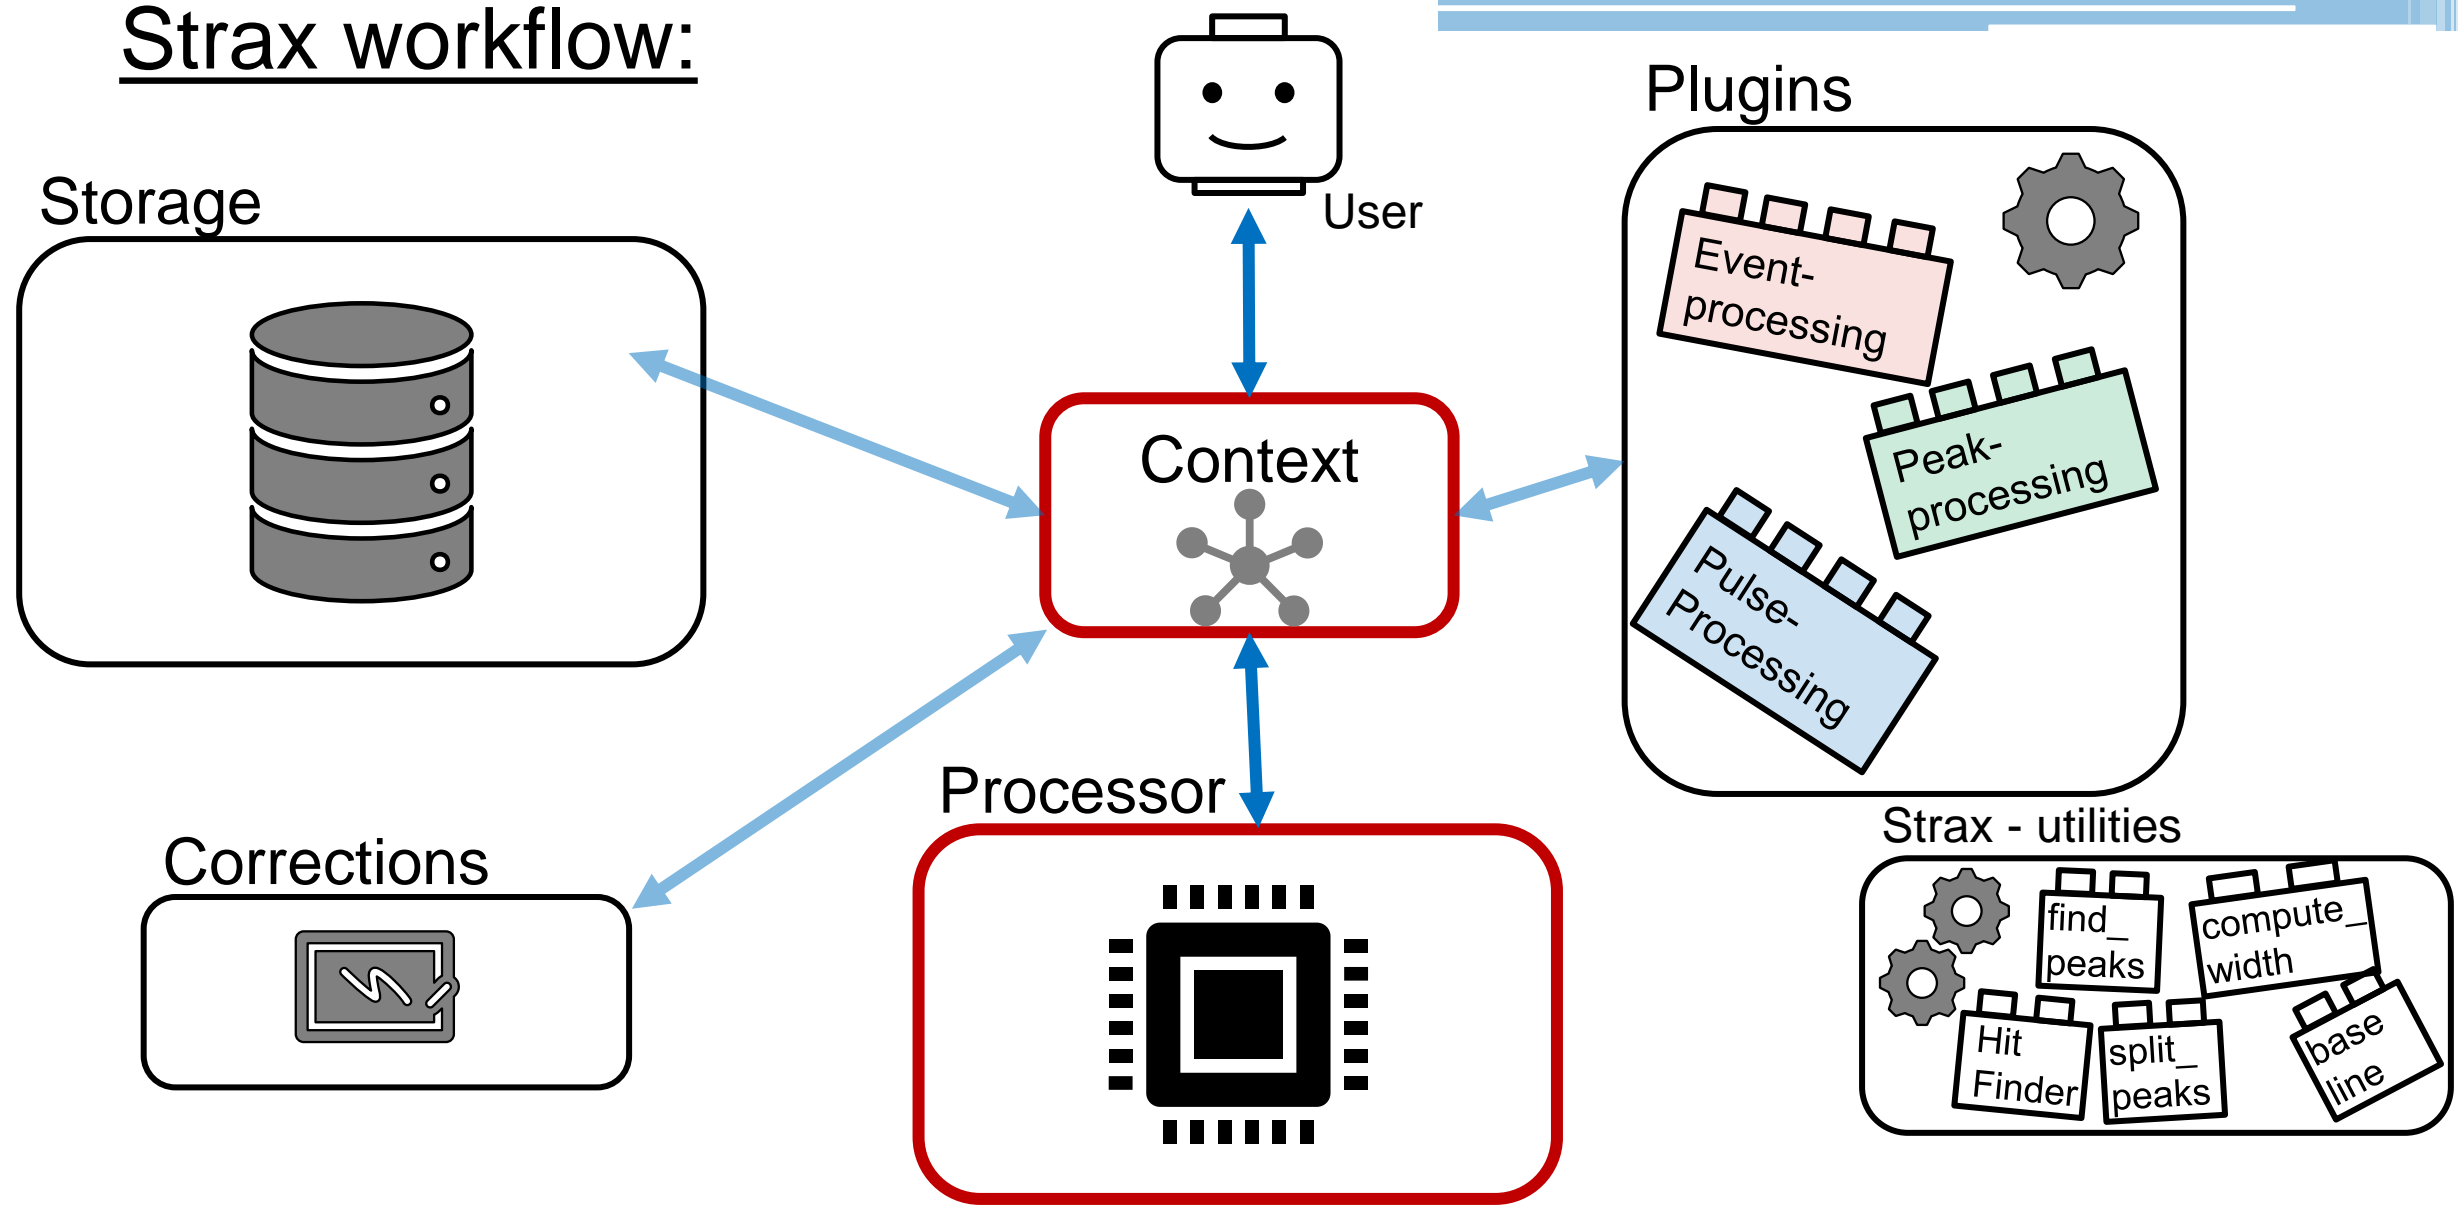 Strax workflow:
User
Plugins
Storage
Event-
processing
Peak-
processing
Pulse-
Processing
Context
Processor
Corrections
Strax - utilities
find_
peaks
compute_
width
Hit
Finder
split_
peaks
base
line